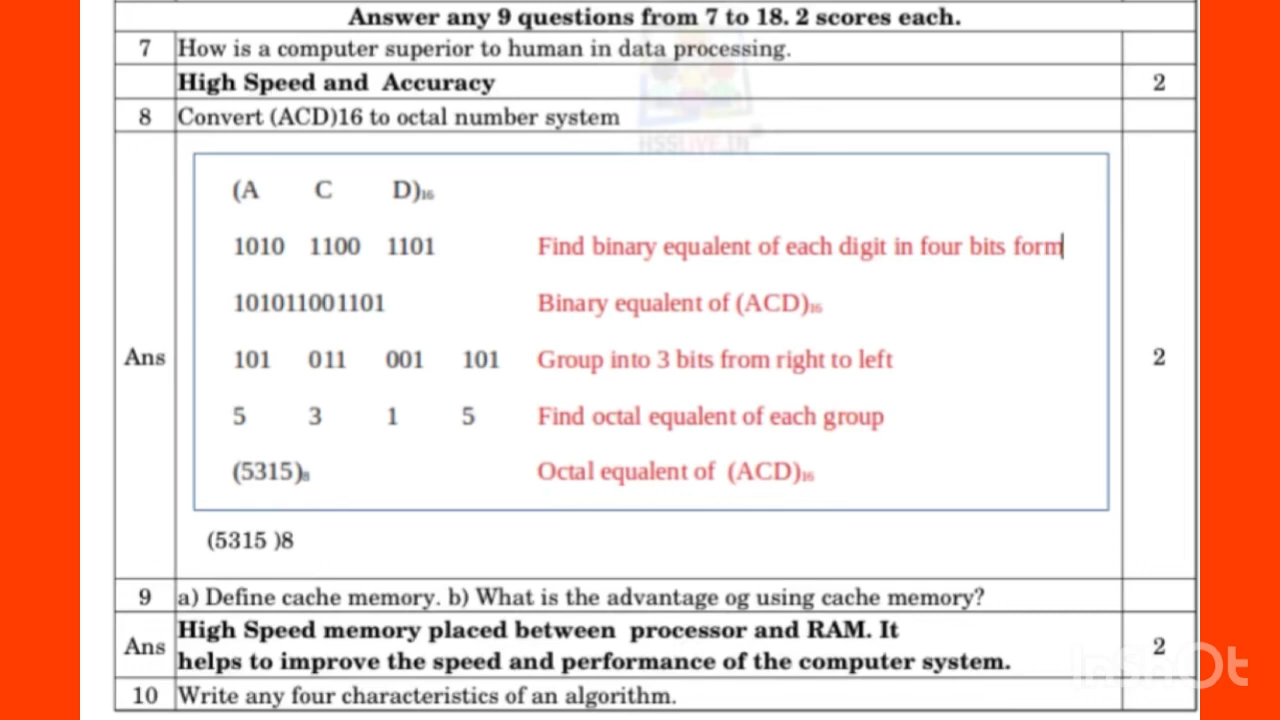 Answer any 9 questions from 7 to 18. 2 scores each.
7 How is a computer superior to human in data processing.
High Speed and Accuracy 2
8 Convert (ACD)16 to octal number system
HSSLIVE.IN
(A C D)₁₆
1010 1100 1101 Find binary equalent of each digit in four bits form
101011001101 Binary equalent of (ACD)₁₆
Ans 101 011 001 101 Group into 3 bits from right to left 2
5 3 1 5 Find octal equalent of each group
(5315)₈ Octal equalent of (ACD)₁₆
(5315 )8
9 a) Define cache memory. b) What is the advantage og using cache memory?
Ans High Speed memory placed between processor and RAM. It
helps to improve the speed and performance of the computer system. 2
InShOt
10 Write any four characteristics of an algorithm.